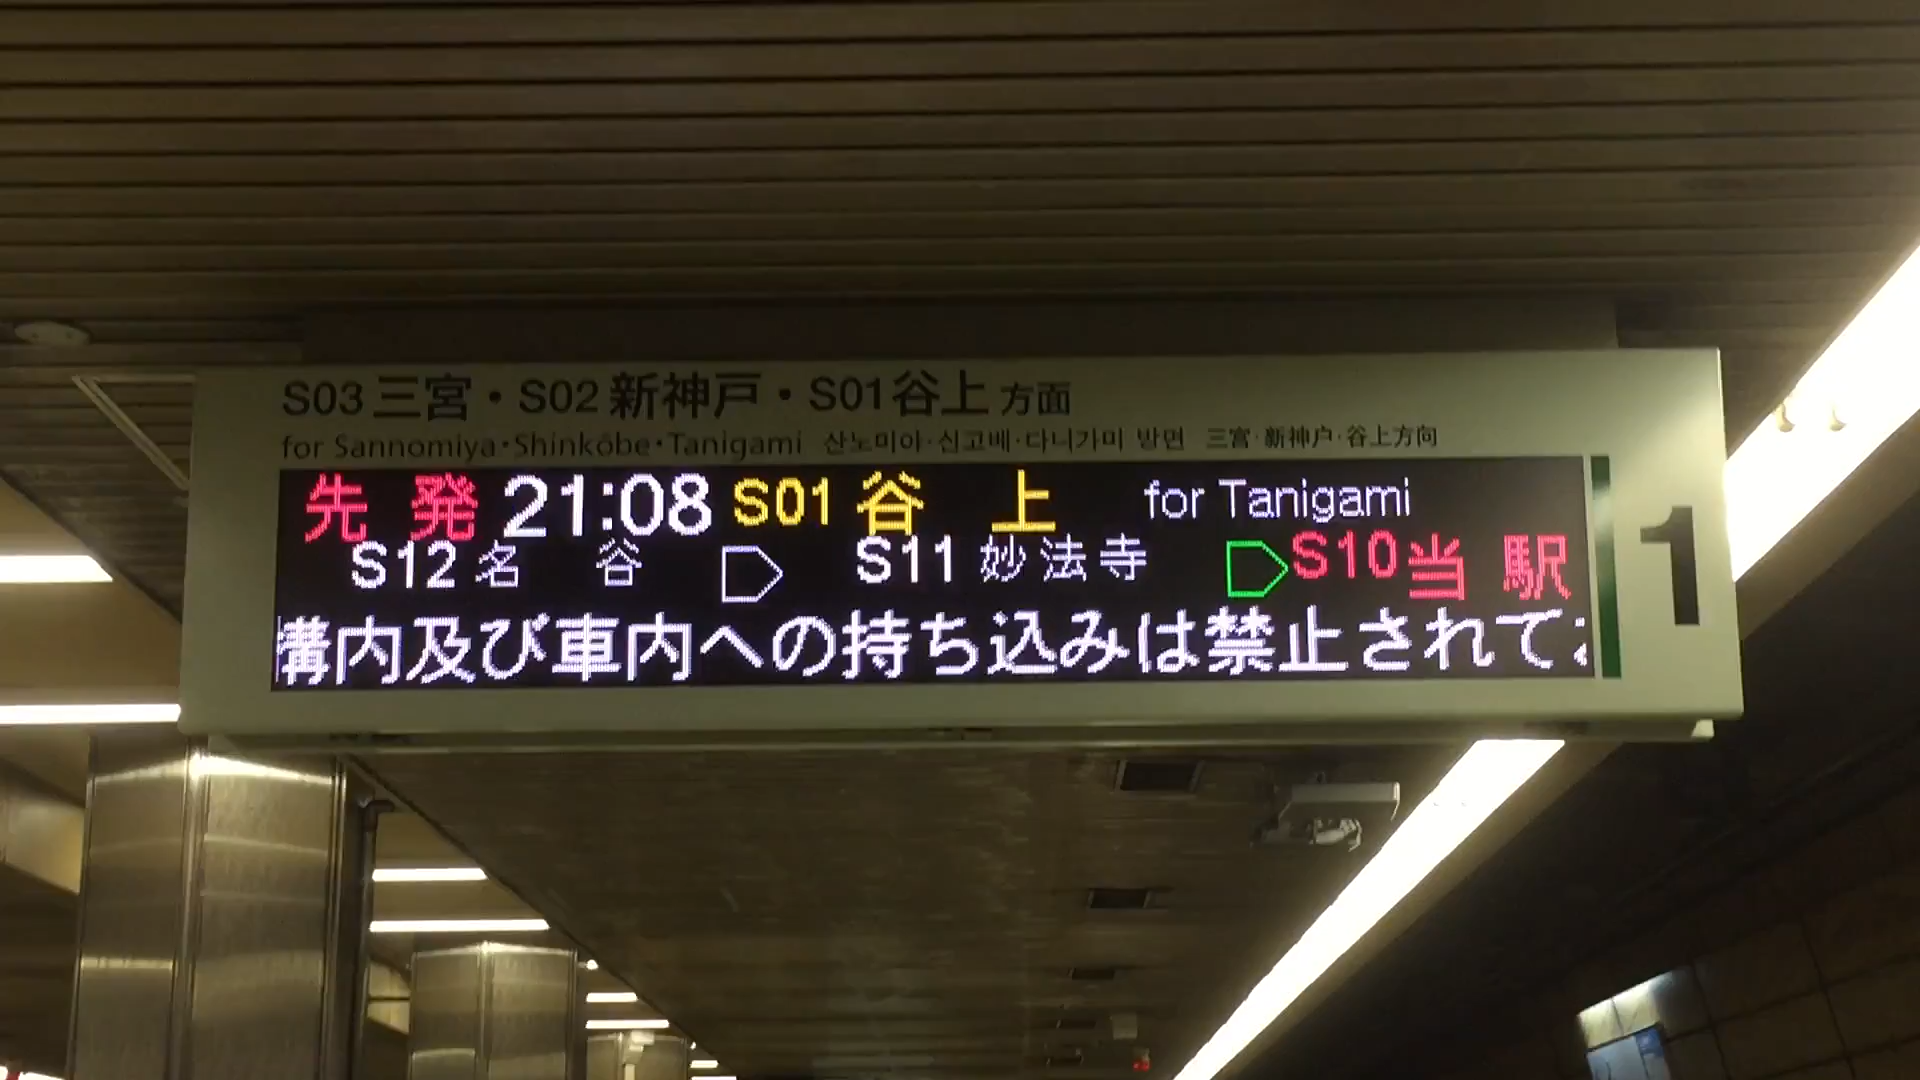 S03 三宮・S02 新神戸・S01 谷上 方面
for Sannomiya・Shinkōbe・Tanigami 산노미야·신고베·다니가미 방면 三宫·新神户·谷上方向
先発 21:08 S01 谷上 for Tanigami
S12 名谷 S11 妙法寺 S10 当駅
構内及び車内への持ち込みは禁止されて
1